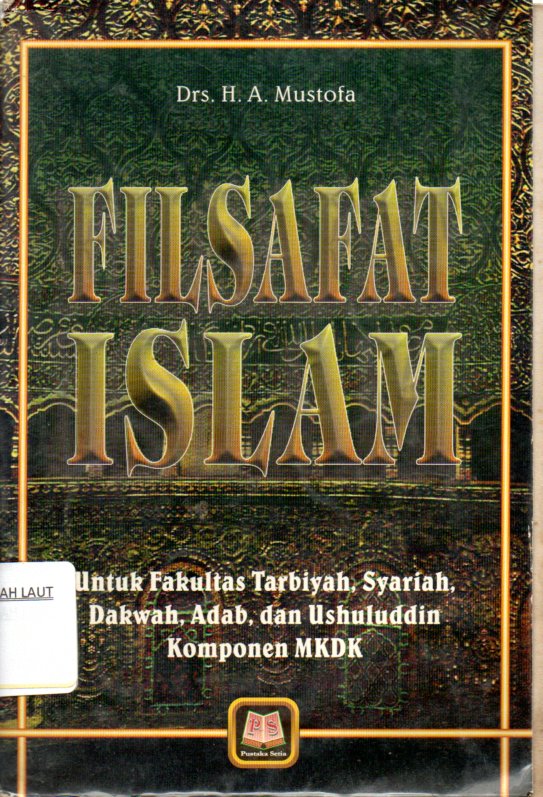 Drs. H. A. Mustofa
FILSAFAT
ISLAM
Untuk Fakultas Tarbiyah, Syariah,
AH LAUT
Dakwah, Adab, dan Ushuluddin
Komponen MKDK
PS
Pustaka Setia